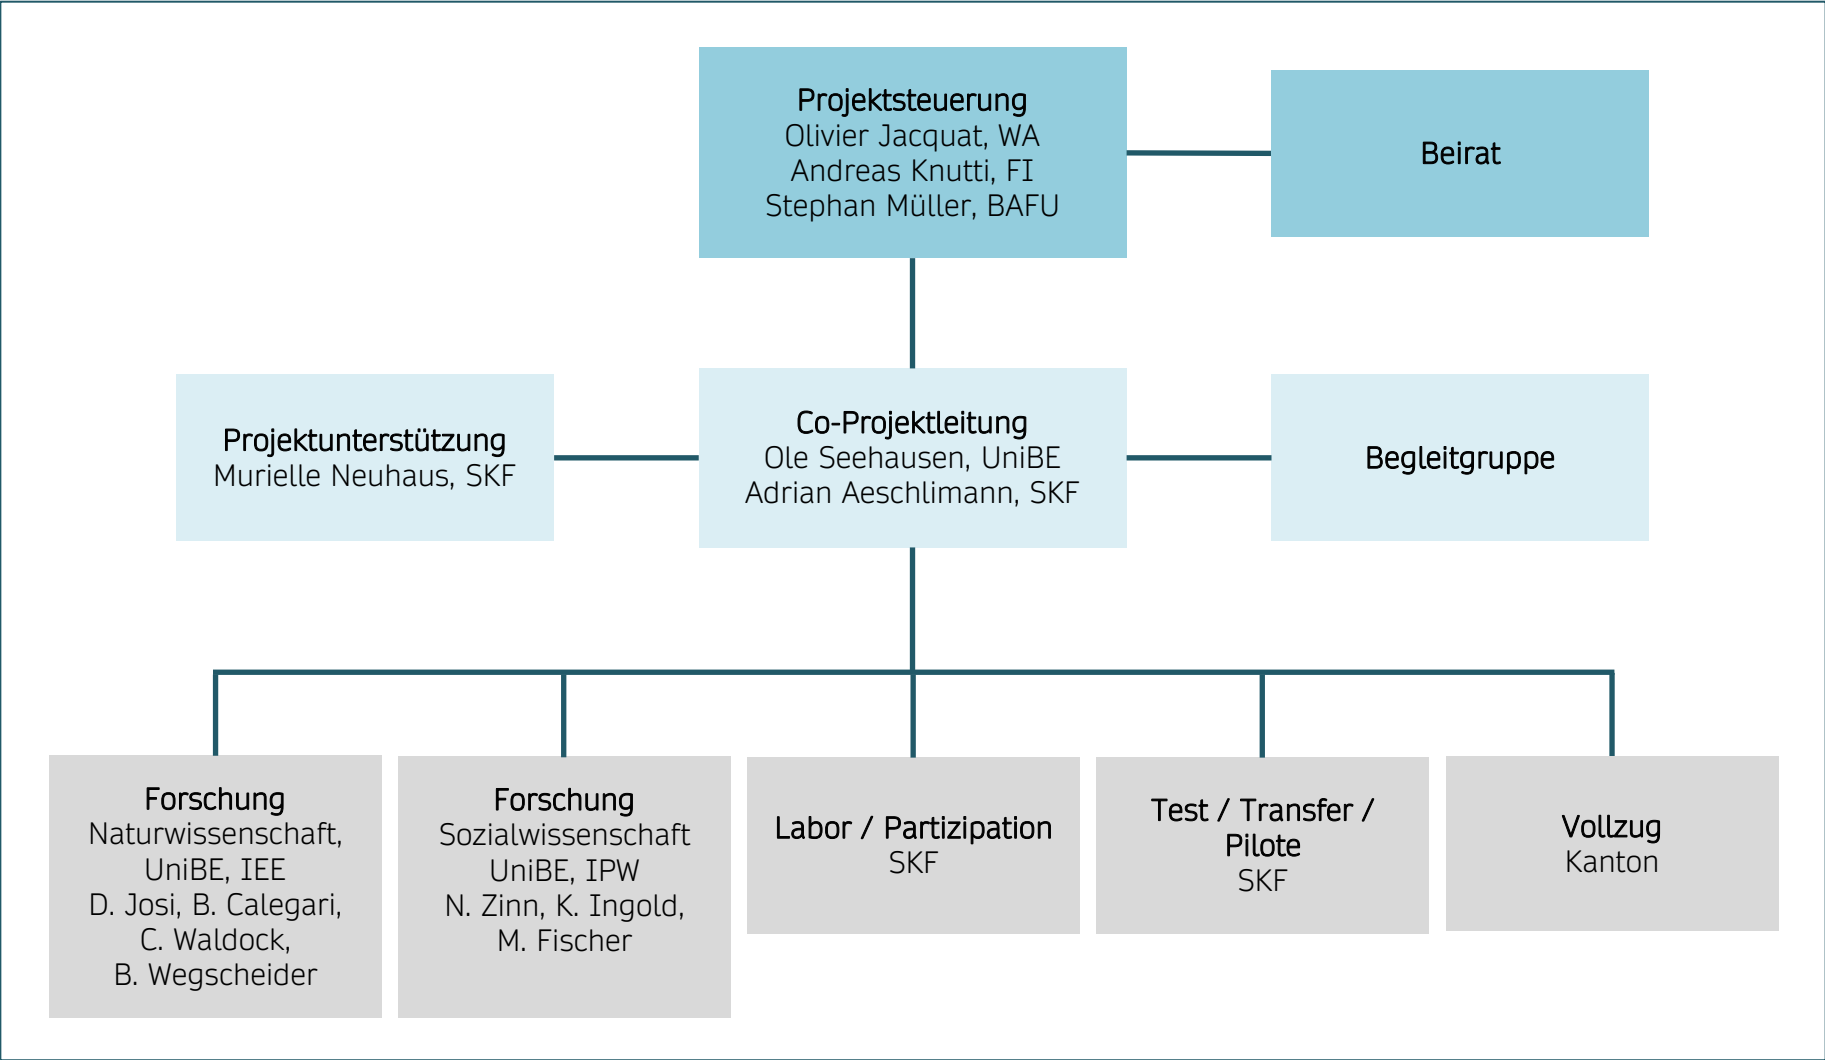 Projektsteuerung
Olivier Jacquat, WA
Andreas Knutti, FI
Stephan Müller, BAFU
Beirat
Projektunterstützung
Murielle Neuhaus, SKF
Co-Projektleitung
Ole Seehausen, UniBE
Adrian Aeschlimann, SKF
Begleitgruppe
Forschung
Naturwissenschaft,
UniBE, IEE
D. Josi, B. Calegari,
C. Waldock,
B. Wegscheider
Forschung
Sozialwissenschaft
UniBE, IPW
N. Zinn, K. Ingold,
M. Fischer
Labor / Partizipation
SKF
Test / Transfer /
Pilote
SKF
Vollzug
Kanton